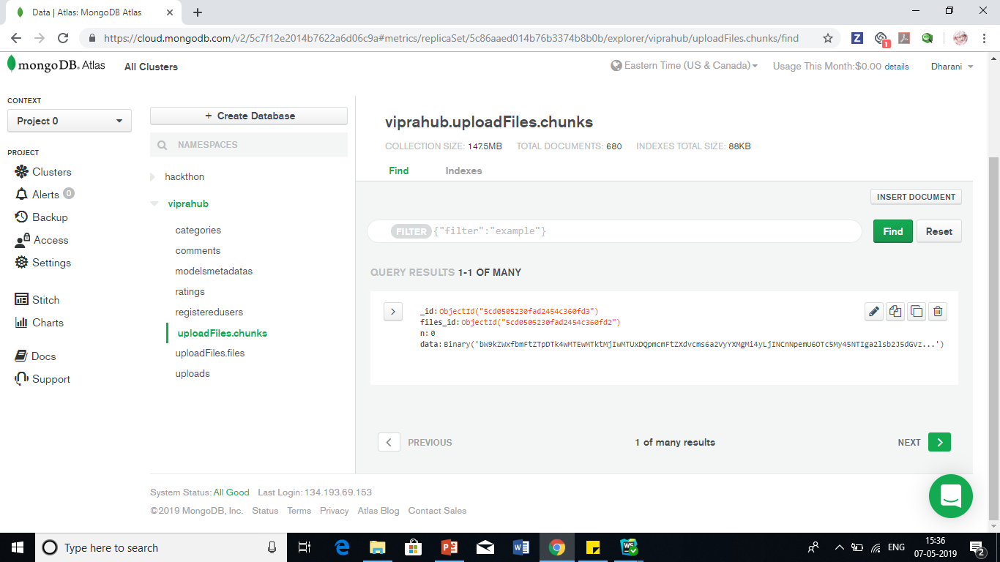 Data | Atlas: MongoDB Atlas
https://cloud.mongodb.com/v2/5c7f12e2014b7622a6d06c9a#metrics/replicaSet/5c86aaed014b76b3374b8b0b/explorer/viprahub/uploadFiles.chunks/find
Z
1
mongoDB. Atlas
All Clusters
Eastern Time (US & Canada)
Usage This Month:$0.00 details
Dharani
CONTEXT
Project 0
PROJECT
Clusters
Alerts 0
Backup
Access
Settings
Stitch
Charts
Docs
Support
+ Create Database
NAMESPACES
hackthon
viprahub
categories
comments
modelsmetadatas
ratings
registeredusers
uploadFiles.chunks
uploadFiles.files
uploads
viprahub.uploadFiles.chunks
COLLECTION SIZE: 147.5MB TOTAL DOCUMENTS: 680 INDEXES TOTAL SIZE: 88KB
Find Indexes
INSERT DOCUMENT
FILTER {"filter":"example"}
Find
Reset
QUERY RESULTS 1-1 OF MANY
_id:ObjectId("5cd0505230fad2454c360fd3")
files_id:ObjectId("5cd0505230fad2454c360fd2")
n:0
data:Binary('bW9kZWxfbmFtZTpDTk4wMTEwMTktMjIwMTUxDQpmcmFtZXdvcms6a2VyYXMgMi4yLjINCnNpemU6OTc5My45NTIga2lsb2J5dGVz...')
PREVIOUS
1 of many results
NEXT
System Status: All Good Last Login: 134.193.69.153
©2019 MongoDB, Inc. Status Terms Privacy Atlas Blog Contact Sales
Type here to search
ENG
15:36
07-05-2019
2